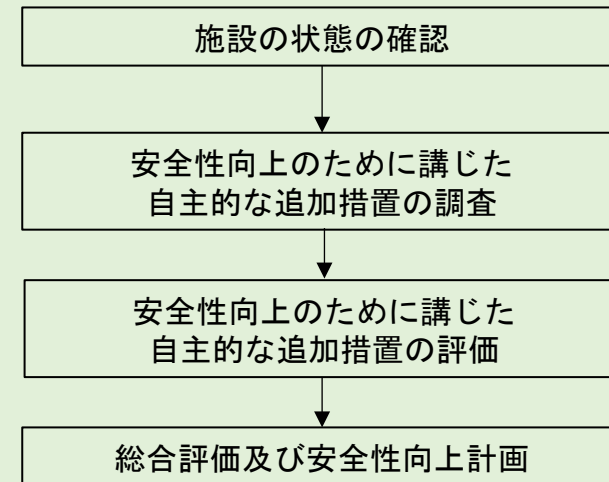 施設の状態の確認
安全性向上のために講じた
自主的な追加措置の調査
安全性向上のために講じた
自主的な追加措置の評価
総合評価及び安全性向上計画